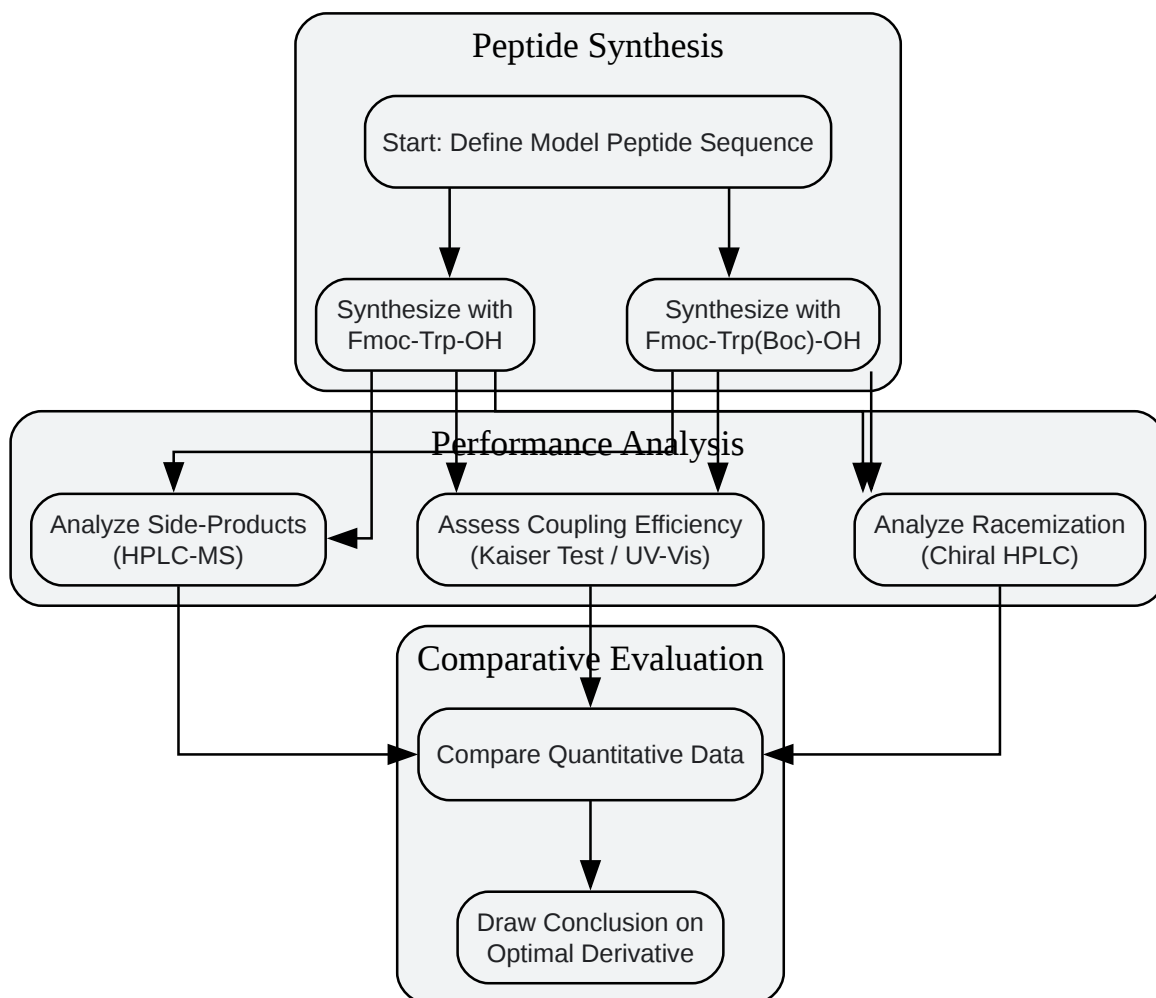 Peptide Synthesis
Start: Define Model Peptide Sequence
Synthesize with
Fmoc-Trp-OH
Synthesize with
Fmoc-Trp(Boc)-OH
Performance Analysis
Analyze Side-Products
(HPLC-MS)
Assess Coupling Efficiency
(Kaiser Test / UV-Vis)
Analyze Racemization
(Chiral HPLC)
Comparative Evaluation
Compare Quantitative Data
Draw Conclusion on
Optimal Derivative